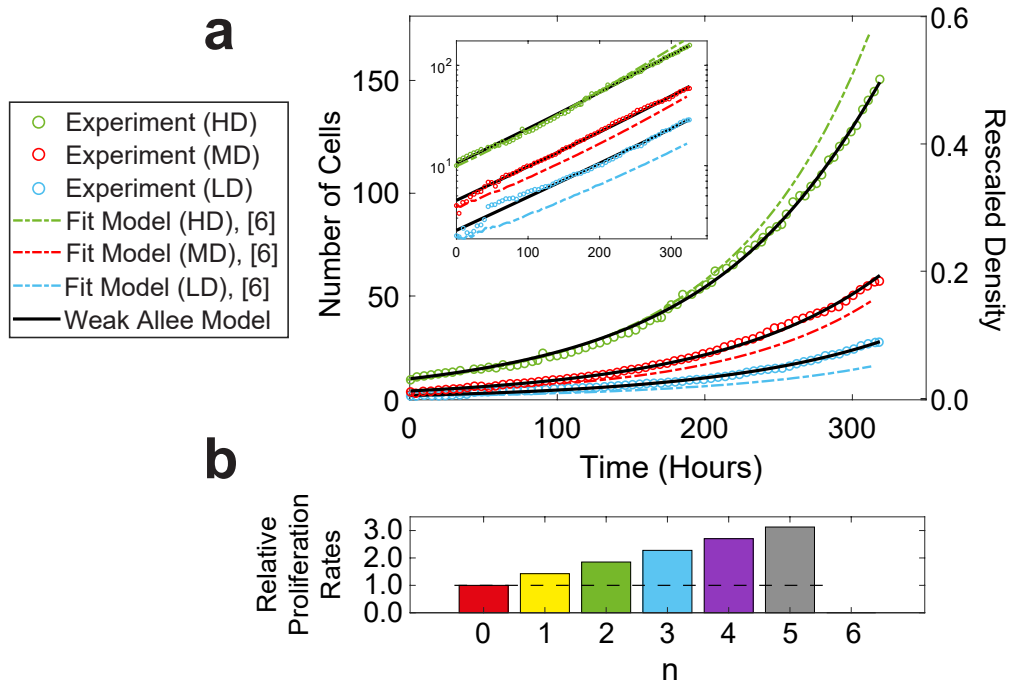 a
Experiment (HD)
Experiment (MD)
Experiment (LD)
Fit Model (HD), [6]
Fit Model (MD), [6]
Fit Model (LD), [6]
Weak Allee Model
Number of Cells
150
100
50
0
10²
10¹
0 100 200 300
0.6
0.4
0.2
0.0
Rescaled Density
0 100 200 300
Time (Hours)
b
Relative
Proliferation
Rates
3.0
2.0
1.0
0.0
0 1 2 3 4 5 6
n